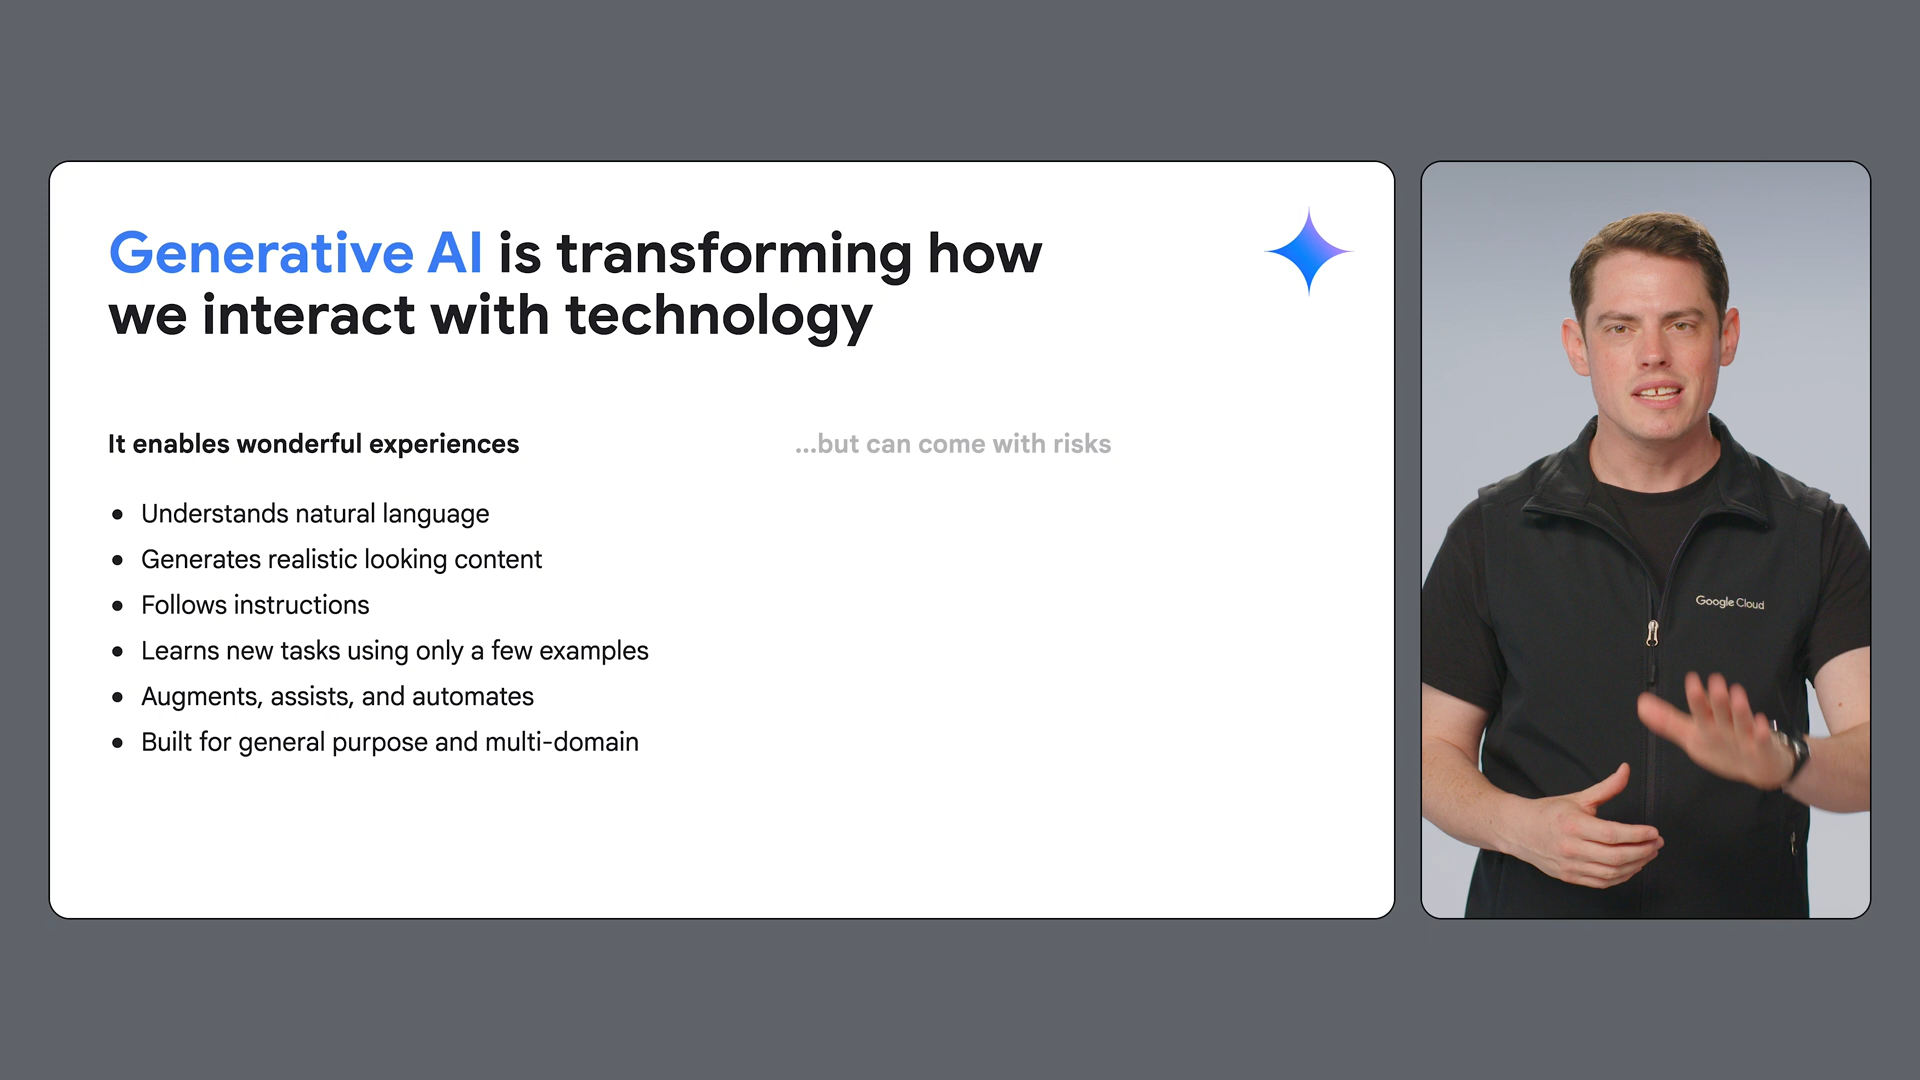 Generative AI is transforming how
we interact with technology
It enables wonderful experiences
Understands natural language
Generates realistic looking content
Follows instructions
Learns new tasks using only a few examples
Augments, assists, and automates
Built for general purpose and multi-domain
...but can come with risks
Google Cloud